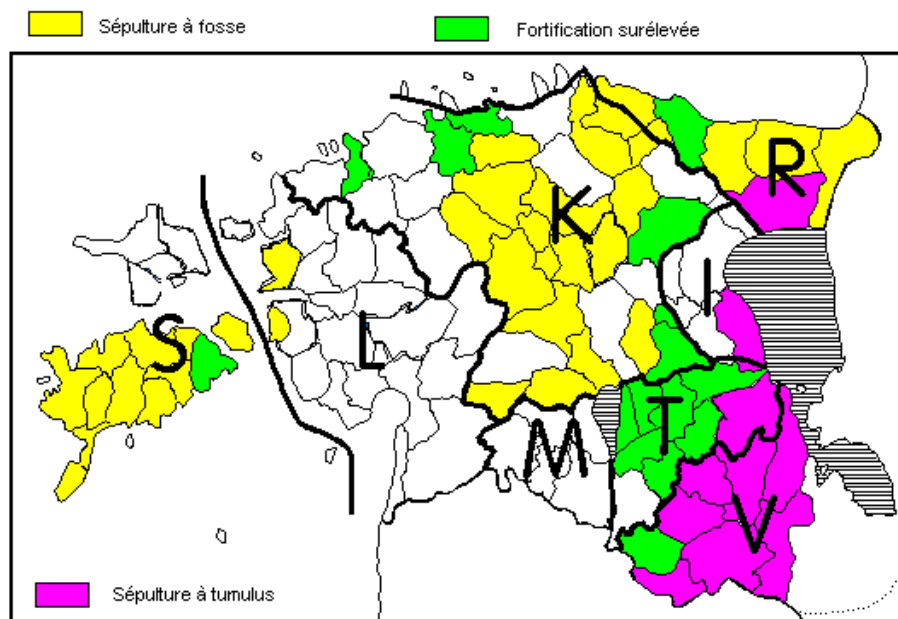 Sépulture à fosse
Fortification surélevée
R
K
I
S
L
T
M
V
Sépulture à tumulus